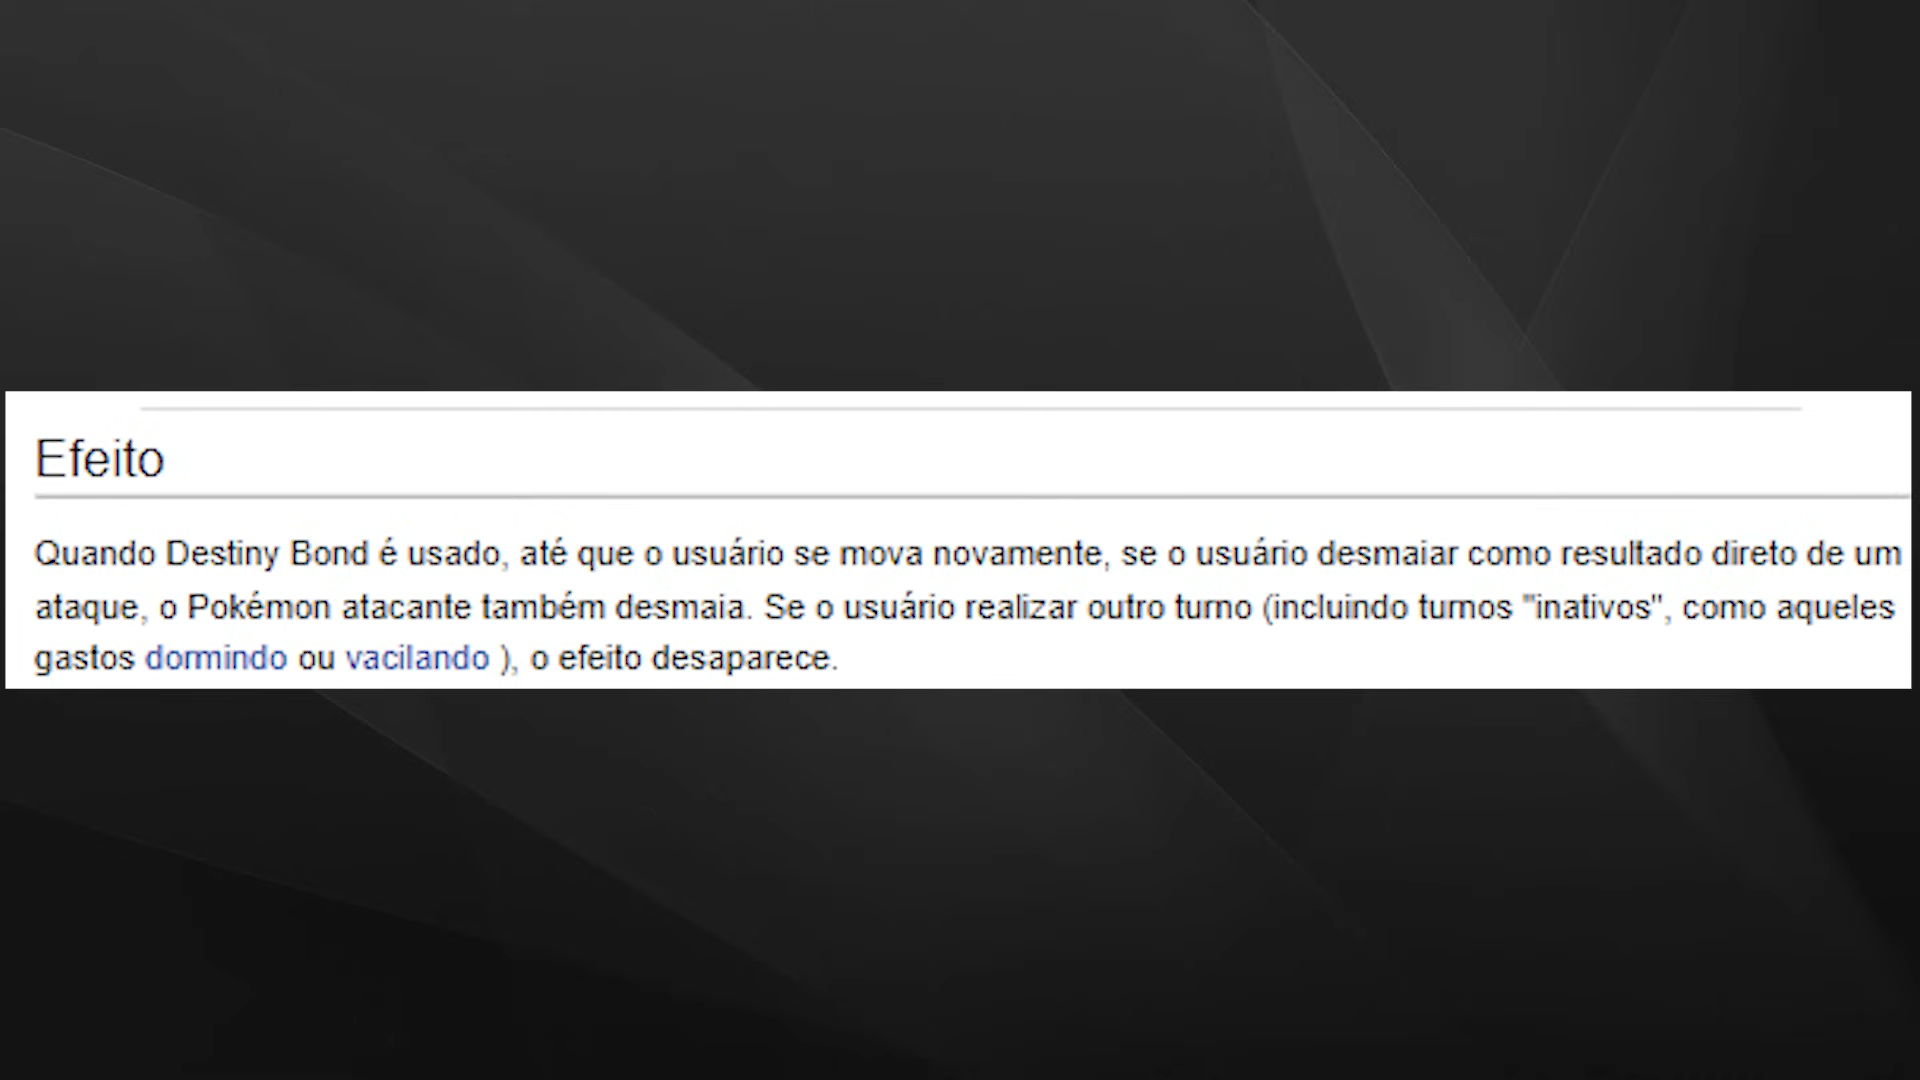 Efeito
Quando Destiny Bond é usado, até que o usuário se mova novamente, se o usuário desmaiar como resultado direto de um
ataque, o Pokémon atacante também desmaia. Se o usuário realizar outro turno (incluindo turnos "inativos", como aqueles
gastos dormindo ou vacilando ), o efeito desaparece.